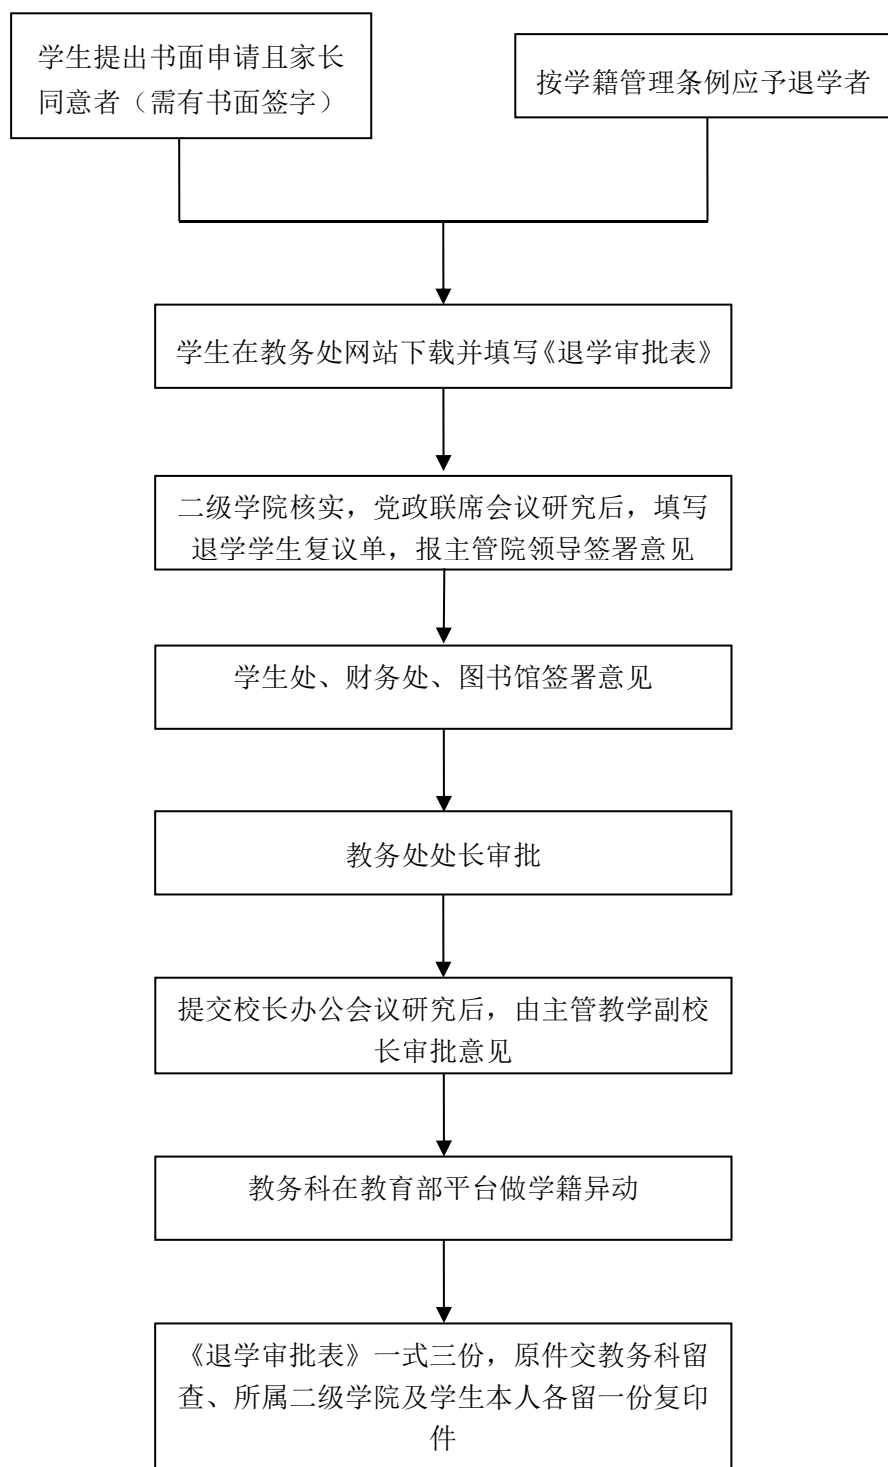 学生提出书面申请且家长
同意者（需有书面签字）
按学籍管理条例应予退学者
学生在教务处网站下载并填写《退学审批表》
二级学院核实，党政联席会议研究后，填写
退学学生复议单，报主管院领导签署意见
学生处、财务处、图书馆签署意见
教务处处长审批
提交校长办公会议研究后，由主管教学副校
长审批意见
教务科在教育部平台做学籍异动
《退学审批表》一式三份，原件交教务科留
查、所属二级学院及学生本人各留一份复印
件